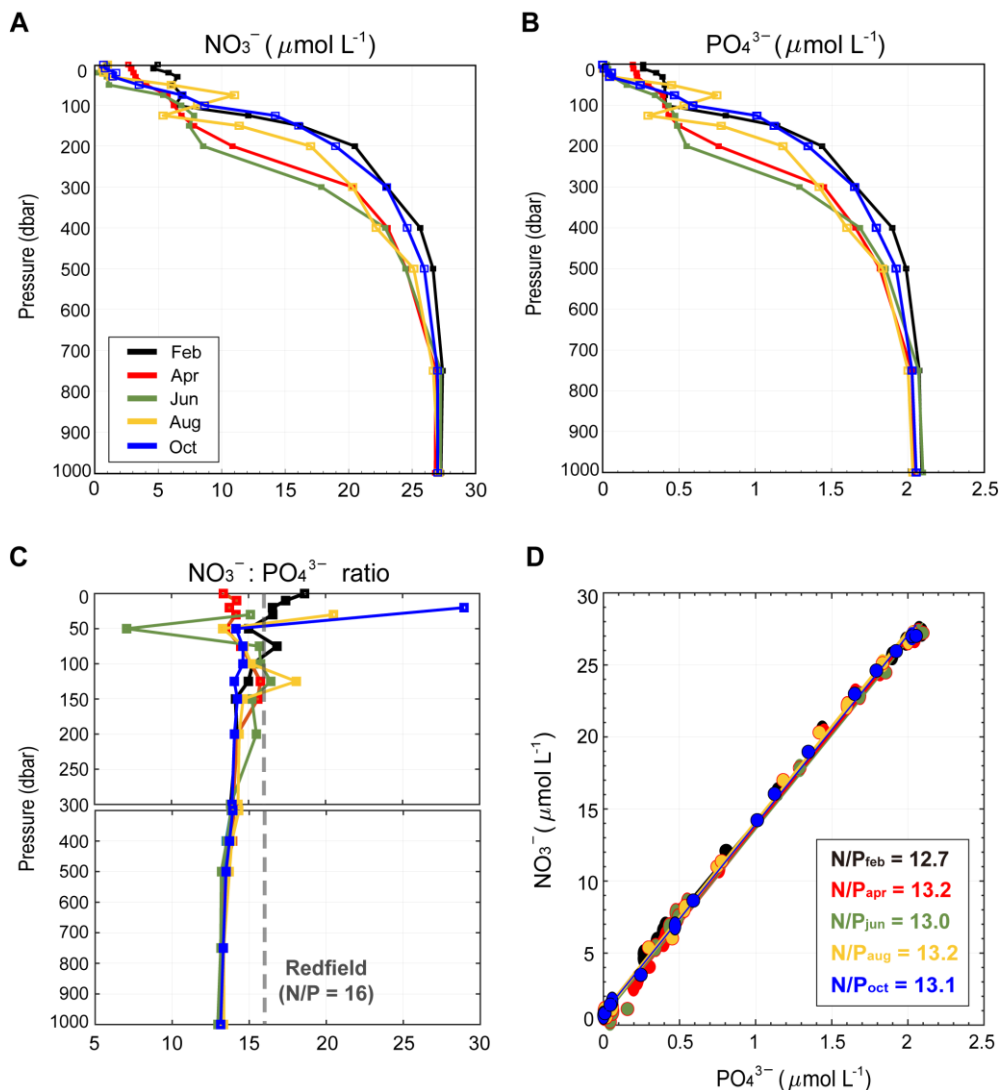 A
NO₃⁻ (μmol L⁻¹)
Pressure (dbar)
0
100
200
300
400
500
600
700
800
900
1000
0 5 10 15 20 25 30
Feb
Apr
Jun
Aug
Oct
B
PO₄³⁻ (μmol L⁻¹)
Pressure (dbar)
0
100
200
300
400
500
600
700
800
900
1000
0 0.5 1 1.5 2 2.5
C
NO₃⁻ : PO₄³⁻ ratio
Pressure (dbar)
0
50
100
150
200
250
300
400
500
600
700
800
900
1000
5 10 15 20 25 30
Redfield
(N/P = 16)
D
NO₃⁻ (μmol L⁻¹)
30
25
20
15
10
5
0
0 0.5 1 1.5 2 2.5
PO₄³⁻ (μmol L⁻¹)
N/Pfeb = 12.7
N/Papr = 13.2
N/Pjun = 13.0
N/Paug = 13.2
N/Poct = 13.1